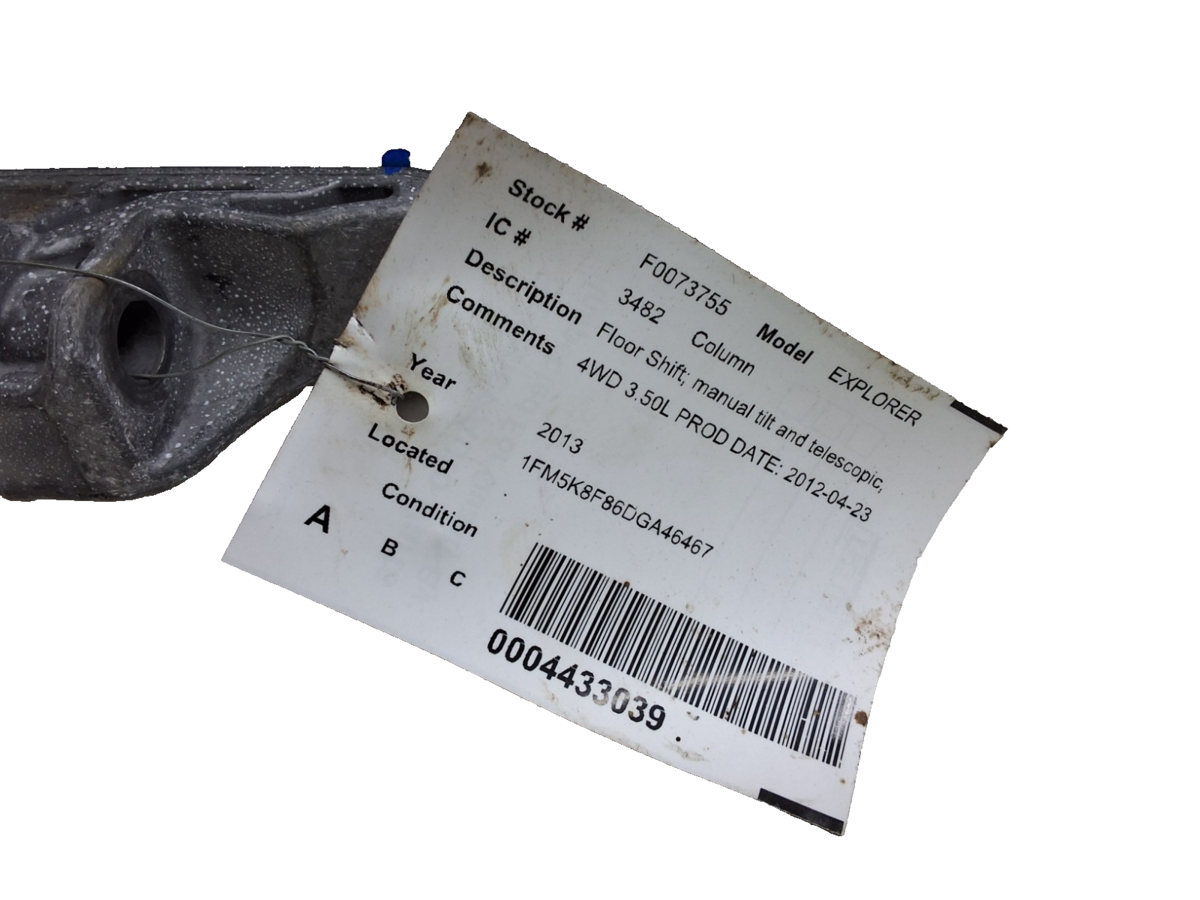 Stock # F0073755 Model EXPLORER
IC # 3482 Column
Description Floor Shift; manual tilt and telescopic,
Comments 4WD 3.50L PROD DATE: 2012-04-23
Year 2013
Located 1FM5K8F86DGA46467
Condition
A B C
0004433039